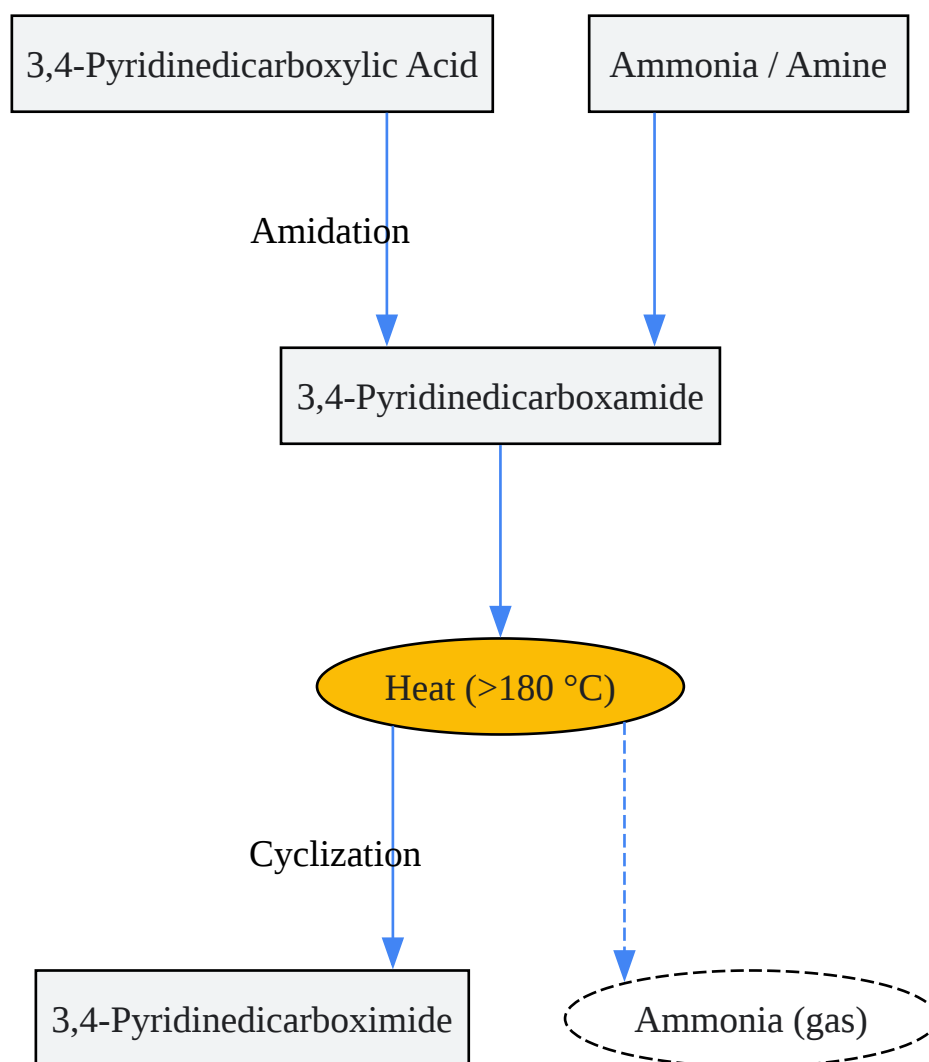 3,4-Pyridinedicarboxylic Acid
Ammonia / Amine
Amidation
3,4-Pyridinedicarboxamide
Heat (>180 °C)
Cyclization
3,4-Pyridinedicarboximide
Ammonia (gas)